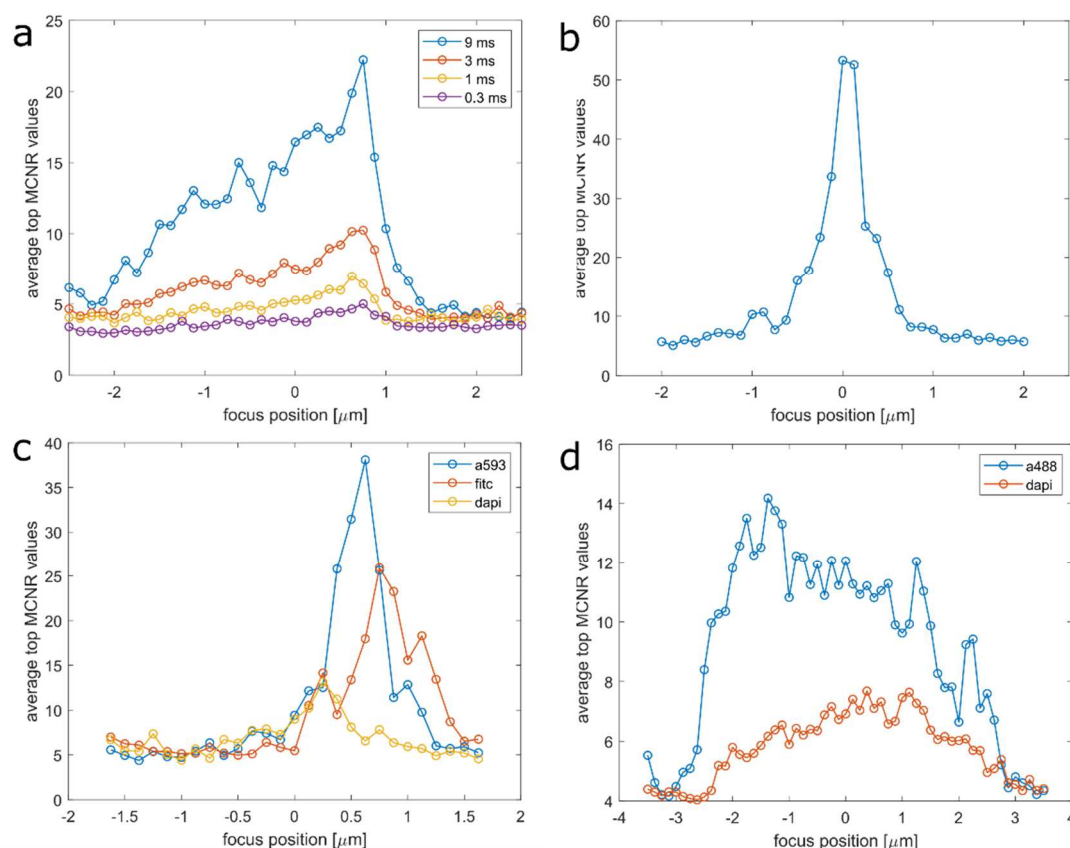 a
25
20
15
10
5
0
average top MCNR values
-2
-1
0
1
2
focus position [μm]
9 ms
3 ms
1 ms
0.3 ms
b
60
50
40
30
20
10
0
average top MCNR values
-2
-1
0
1
2
focus position [μm]
c
40
35
30
25
20
15
10
5
0
average top MCNR values
-2
-1.5
-1
-0.5
0
0.5
1
1.5
2
focus position [μm]
a593
fitc
dapi
d
16
14
12
10
8
6
4
average top MCNR values
-4
-3
-2
-1
0
1
2
3
4
focus position [μm]
a488
dapi